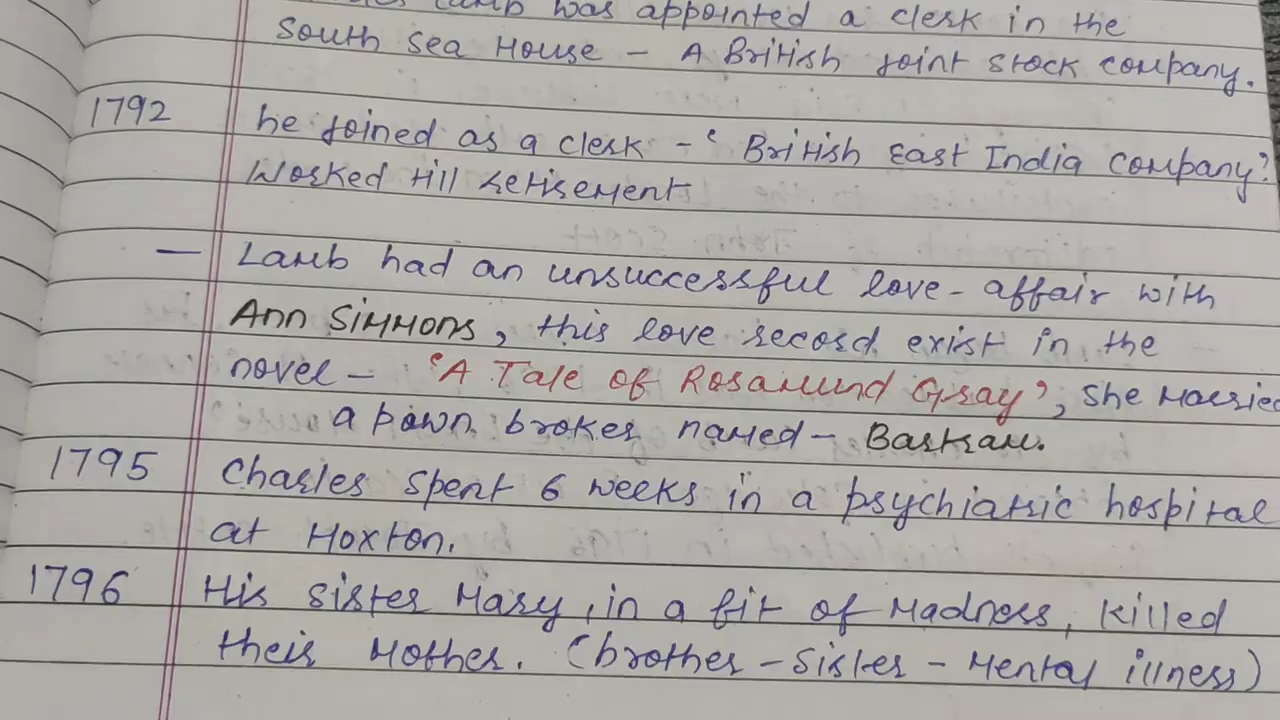 Lamb was appointed a clerk in the
South Sea House - A British Joint Stock company.
1792 he joined as a clerk - ‘British East India Company’
Worked till retirement
— Lamb had an unsuccessful love-affair with
Ann Simmons, this love record exist in the
novel - ‘A Tale of Rosamund Gray’, She married
a pawn broker named - Bartram.
1795 Charles spent 6 weeks in a psychiatric hospital
at Hoxton.
1796 His sister Mary, in a fit of madness, killed
their mother. (brother - sister - mental illness)